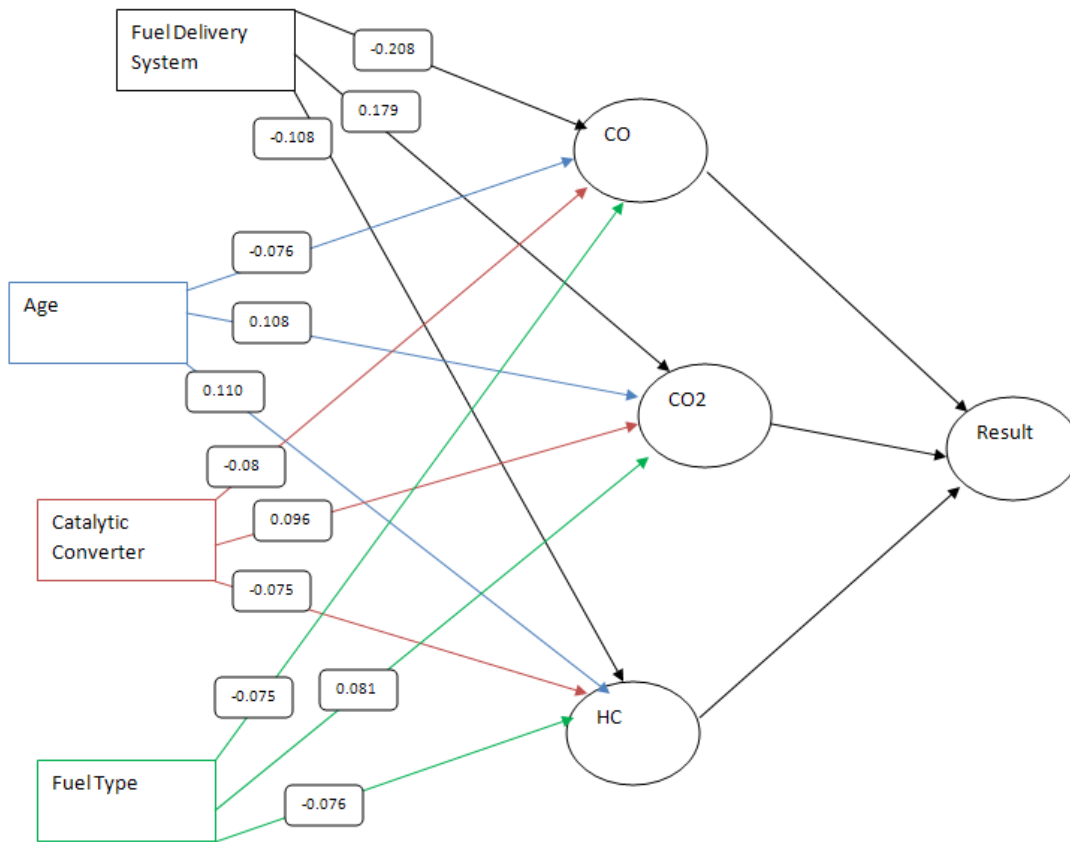 Fuel Delivery
System
-0.208
0.179
-0.108
CO
-0.076
Age
0.108
0.110
CO2
Result
-0.08
Catalytic
Converter
0.096
-0.075
-0.075
0.081
HC
Fuel Type
-0.076